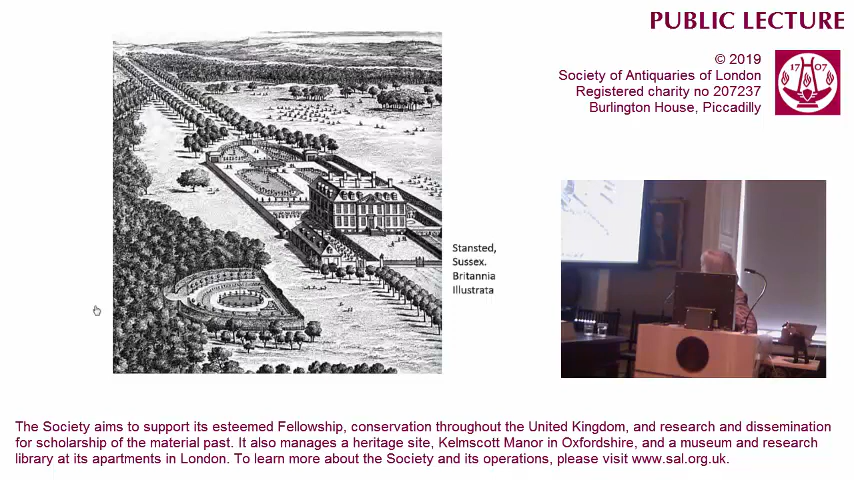 PUBLIC LECTURE
© 2019
Society of Antiquaries of London
Registered charity no 207237
Burlington House, Piccadilly
17 07
Stansted,
Sussex.
Britannia
Illustrata
The Society aims to support its esteemed Fellowship, conservation throughout the United Kingdom, and research and dissemination
for scholarship of the material past. It also manages a heritage site, Kelmscott Manor in Oxfordshire, and a museum and research
library at its apartments in London. To learn more about the Society and its operations, please visit www.sal.org.uk.